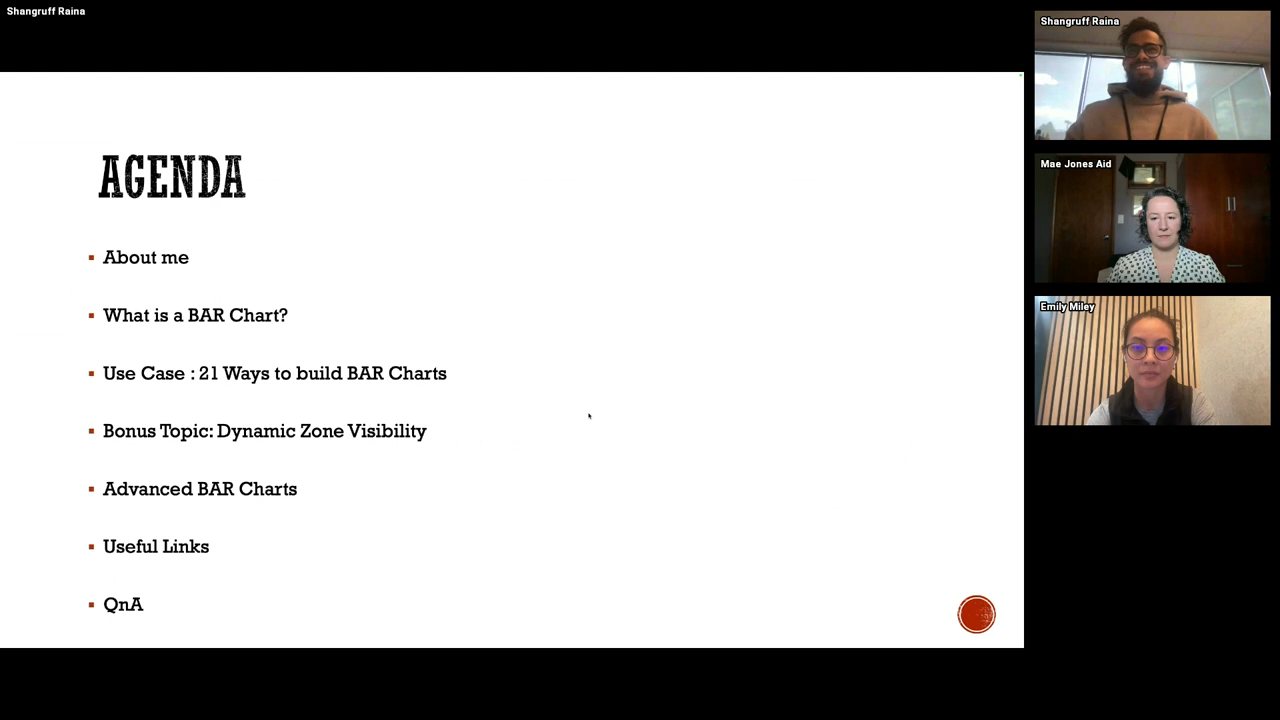 Shangruff Raina
AGENDA
▪ About me
▪ What is a BAR Chart?
▪ Use Case : 21 Ways to build BAR Charts
▪ Bonus Topic: Dynamic Zone Visibility
▪ Advanced BAR Charts
▪ Useful Links
▪ QnA
Shangruff Raina
Mae Jones Aid
Emily Miley